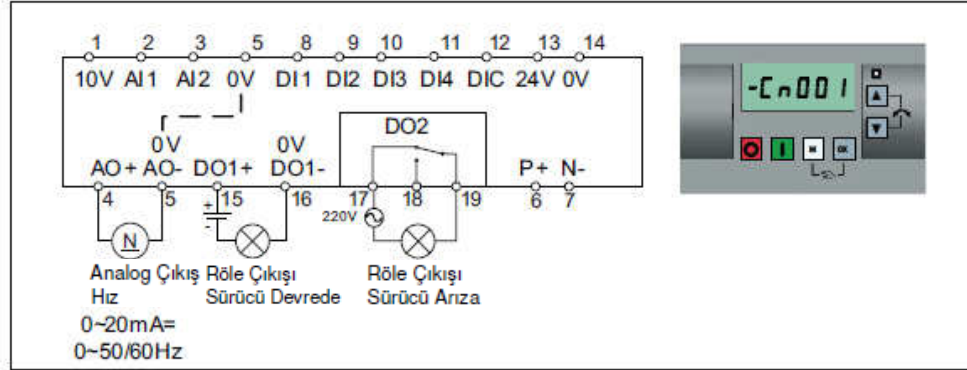 1 2 3 5 8 9 10 11 12 13 14
10V AI1 AI2 0V DI1 DI2 DI3 DI4 DIC 24V 0V
-Cn001
DO2
0V 0V
AO+ AO- DO1+ DO1- P+ N-
4 5 15 16 17 18 19 6 7
+
-
220V
N
M OK
Analog Çıkış Röle Çıkışı Röle Çıkışı
Hız Sürücü Devrede Sürücü Arıza
0~20mA=
0~50/60Hz